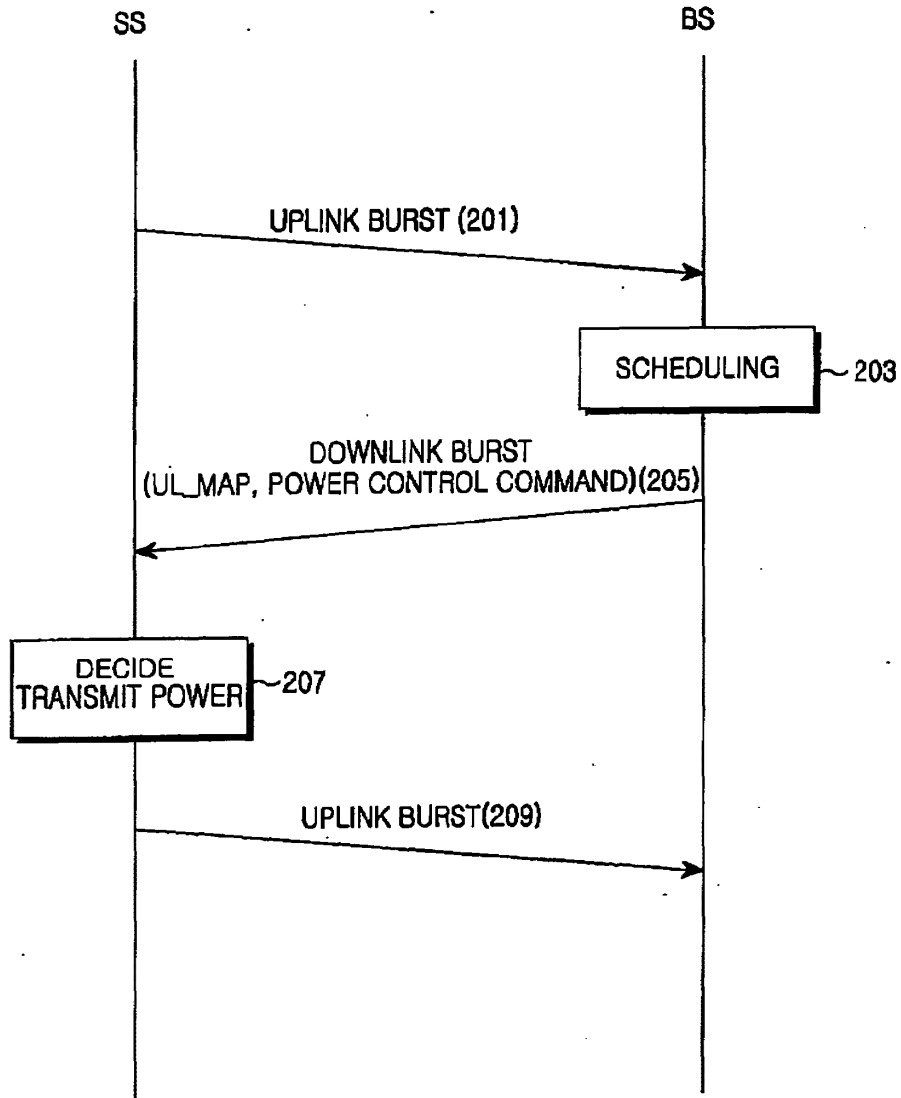 SS
BS
UPLINK BURST (201)
SCHEDULING
203
DOWNLINK BURST
(UL_MAP, POWER CONTROL COMMAND)(205)
DECIDE
TRANSMIT POWER
207
UPLINK BURST(209)